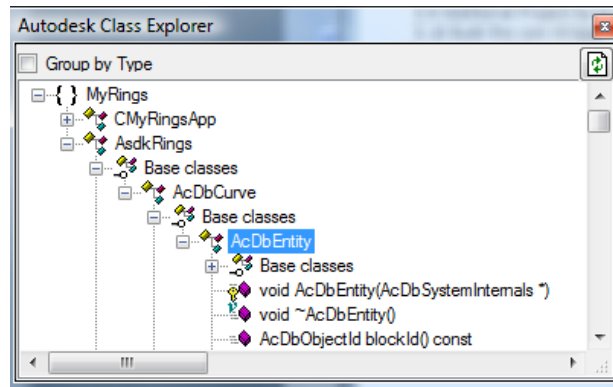 Autodesk Class Explorer
Group by Type
{ } MyRings
CMyRingsApp
AsdkRings
Base classes
AcDbCurve
Base classes
AcDbEntity
Base classes
void AcDbEntity(AcDbSystemInternals *)
void ~AcDbEntity()
AcDbObjectId blockId() const